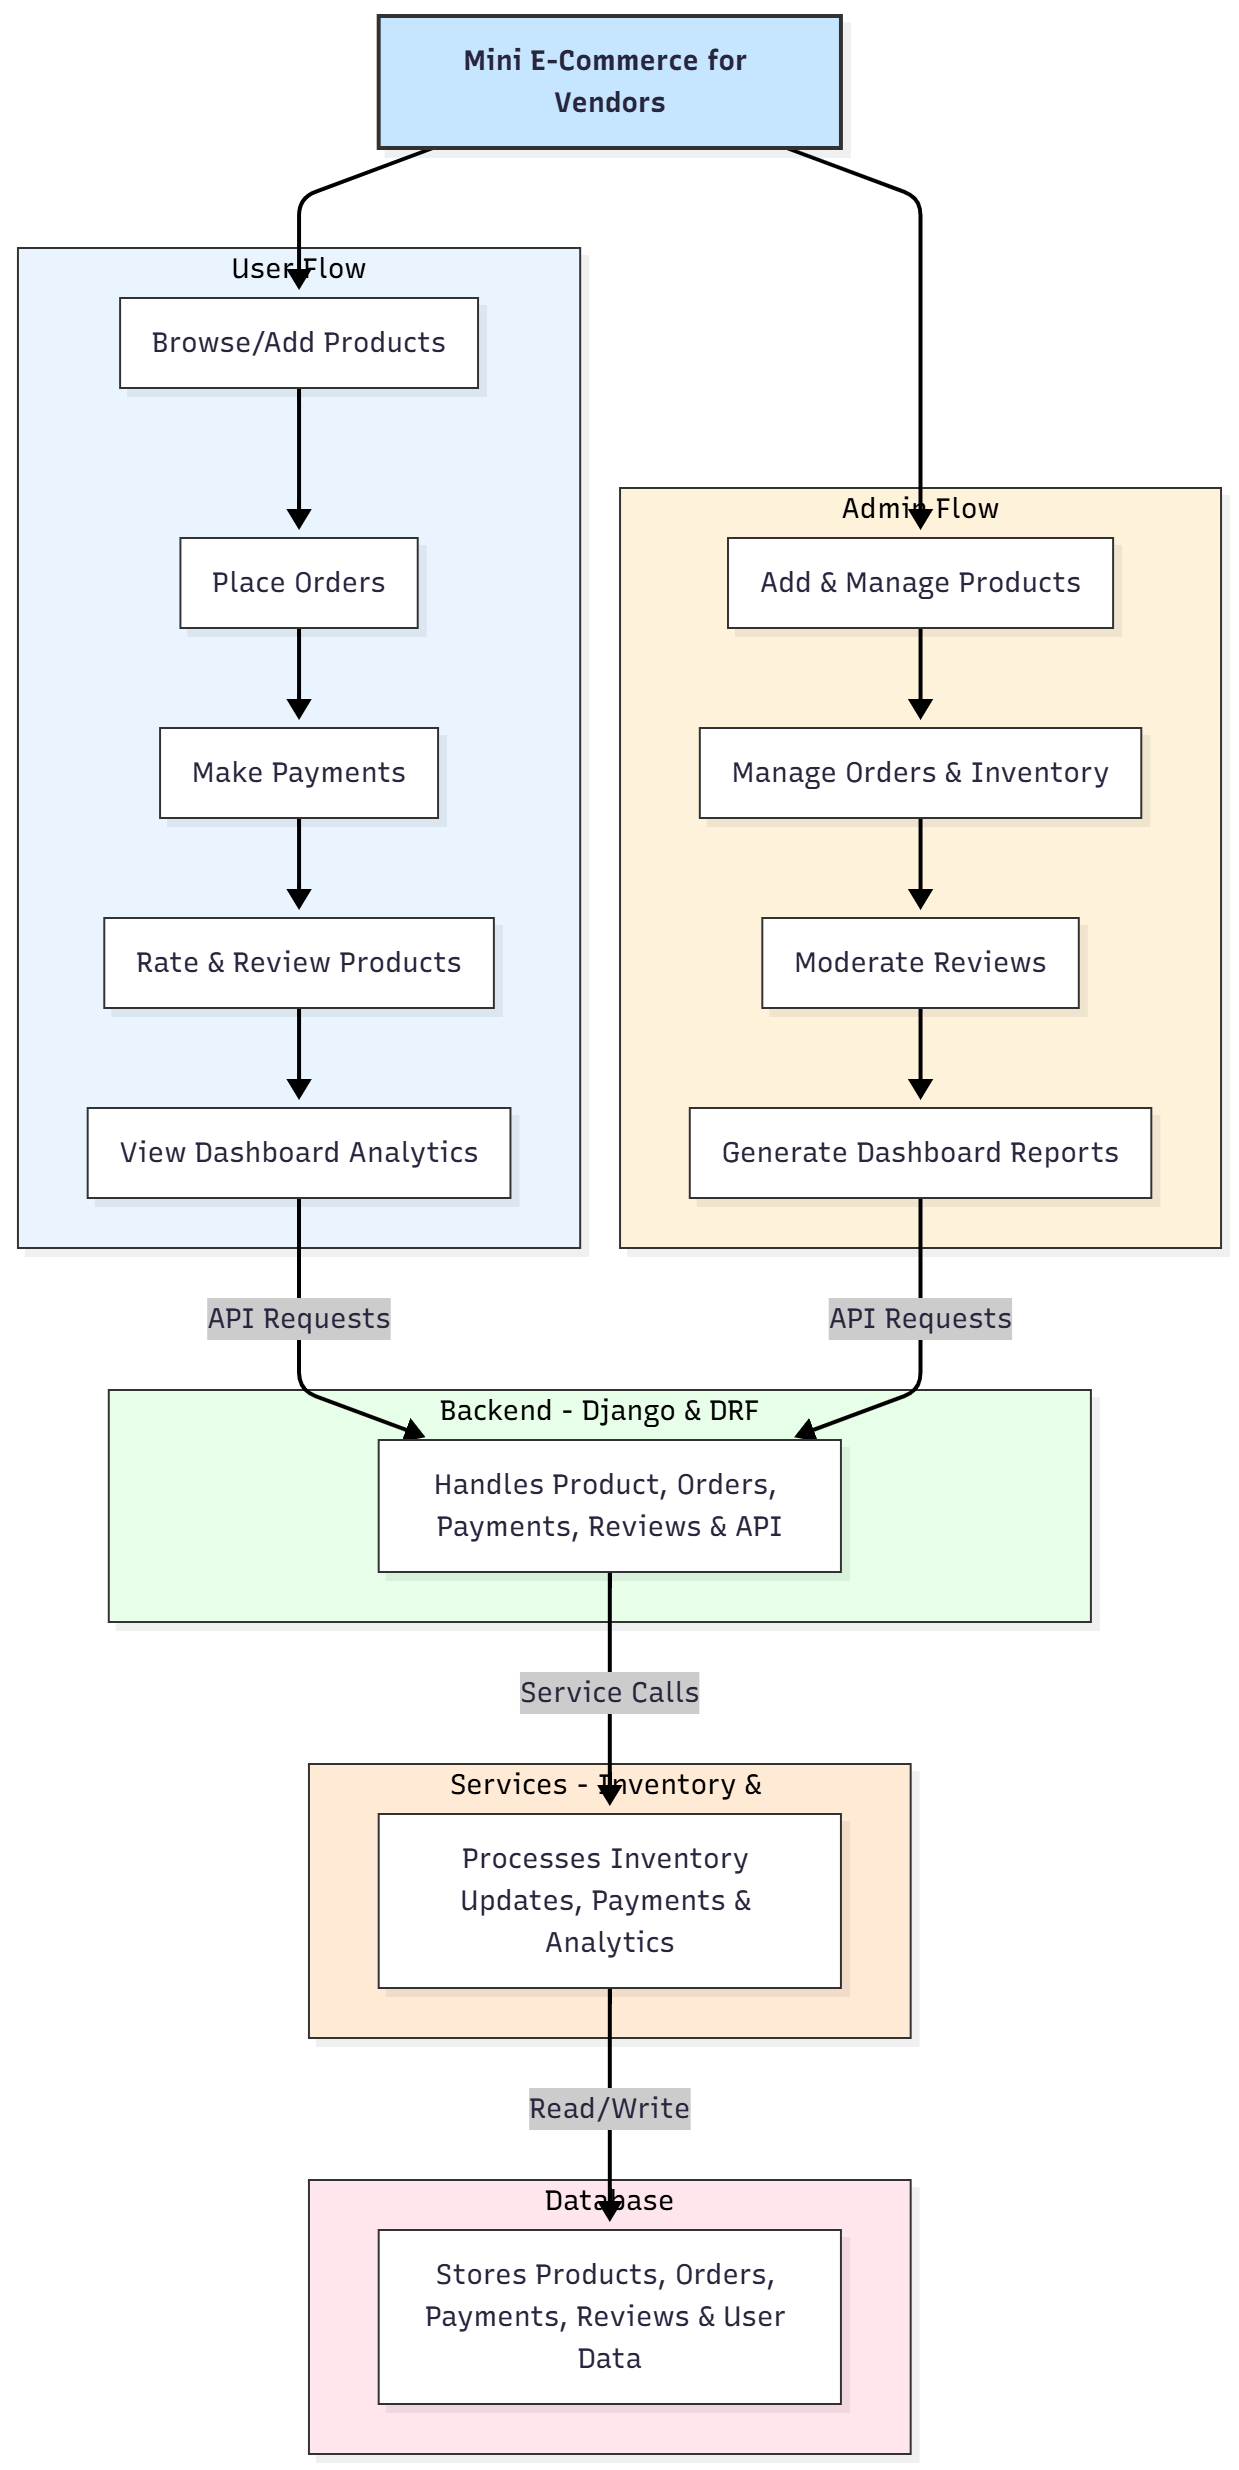 Mini E-Commerce for
Vendors
User Flow
Browse/Add Products
Place Orders
Make Payments
Rate & Review Products
View Dashboard Analytics
Admin Flow
Add & Manage Products
Manage Orders & Inventory
Moderate Reviews
Generate Dashboard Reports
API Requests
API Requests
Backend - Django & DRF
Handles Product, Orders,
Payments, Reviews & API
Service Calls
Services - Inventory &
Processes Inventory
Updates, Payments &
Analytics
Read/Write
Database
Stores Products, Orders,
Payments, Reviews & User
Data